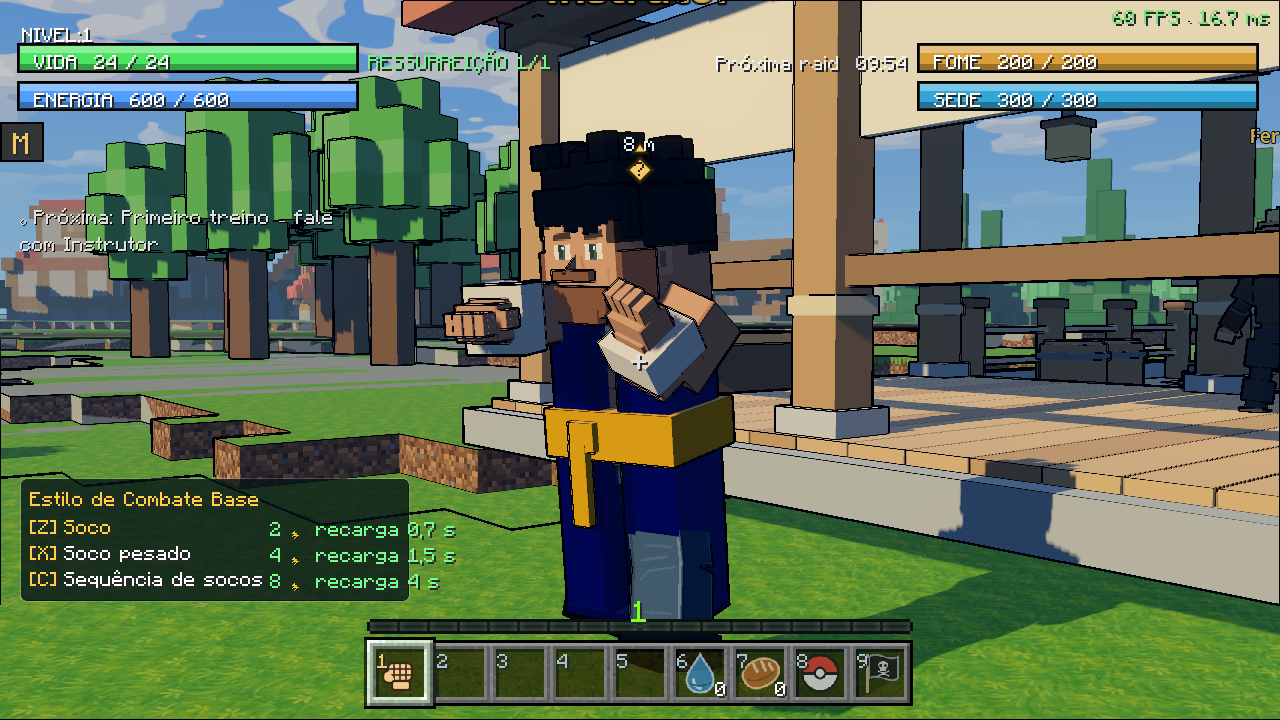 60 FPS · 16.7 ms
NIVEL:1
VIDA 24 / 24
RESSURREIÇÃO 1/1
Próxima raid 09:54
FOME 200 / 200
ENERGIA 600 / 600
SEDE 300 / 300
M
8 m
?
Próxima: Primeiro treino - fale
com Instrutor
Estilo de Combate Base
[Z] Soco 2 recarga 0,7 s
[X] Soco pesado 4 recarga 1,5 s
[C] Sequência de socos 8 recarga 4 s
1
1 2 3 4 5 6 7 8 9
0 0